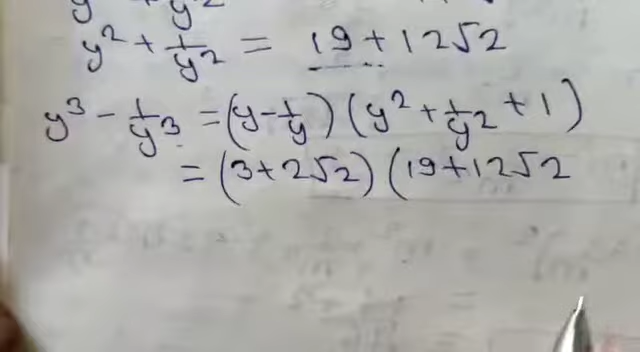 y² + 1/y² = 19 + 12√2
y³ - 1/y³ = (y - 1/y) (y² + 1/y² + 1)
= (3 + 2√2) (19 + 12√2